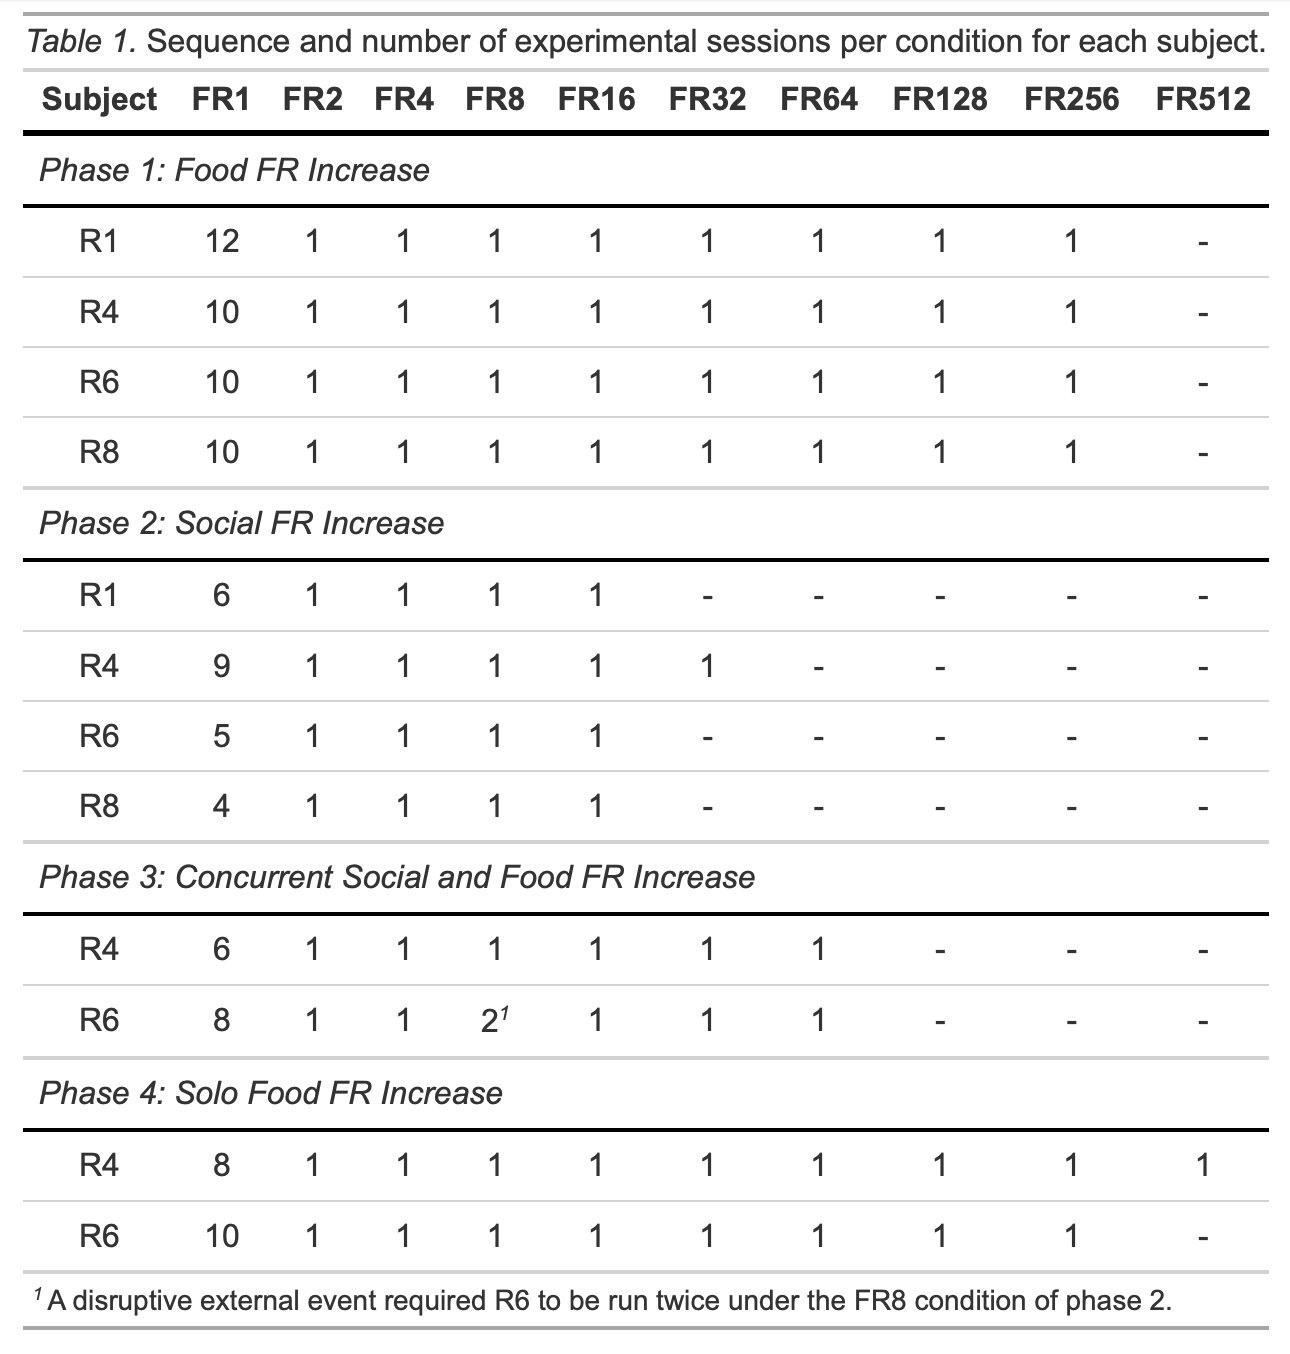 Table 1. Sequence and number of experimental sessions per condition for each subject.
Subject FR1 FR2 FR4 FR8 FR16 FR32 FR64 FR128 FR256 FR512
Phase 1: Food FR Increase
R1 12 1 1 1 1 1 1 1 1 -
R4 10 1 1 1 1 1 1 1 1 -
R6 10 1 1 1 1 1 1 1 1 -
R8 10 1 1 1 1 1 1 1 1 -
Phase 2: Social FR Increase
R1 6 1 1 1 1 - - - - -
R4 9 1 1 1 1 1 - - - -
R6 5 1 1 1 1 - - - - -
R8 4 1 1 1 1 - - - - -
Phase 3: Concurrent Social and Food FR Increase
R4 6 1 1 1 1 1 1 - - -
R6 8 1 1 2¹ 1 1 1 - - -
Phase 4: Solo Food FR Increase
R4 8 1 1 1 1 1 1 1 1 1
R6 10 1 1 1 1 1 1 1 1 -
¹ A disruptive external event required R6 to be run twice under the FR8 condition of phase 2.